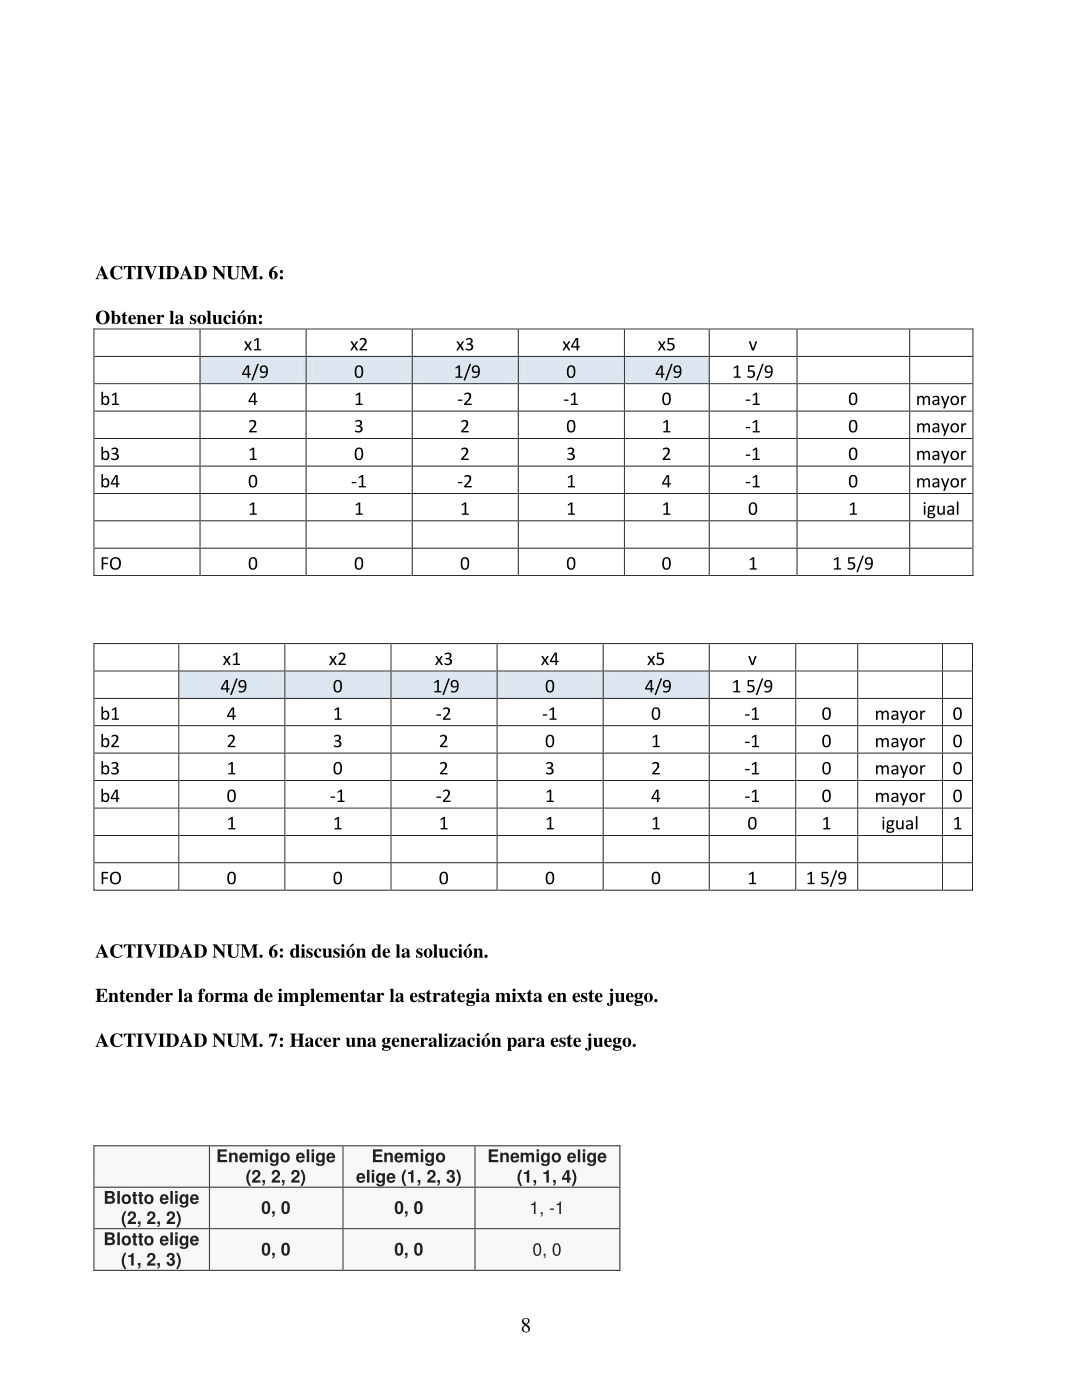 ACTIVIDAD NUM. 6:
Obtener la solución:
x1 x2 x3 x4 x5 v
4/9 0 1/9 0 4/9 1 5/9
b1 4 1 -2 -1 0 -1 0 mayor
2 3 2 0 1 -1 0 mayor
b3 1 0 2 3 2 -1 0 mayor
b4 0 -1 -2 1 4 -1 0 mayor
1 1 1 1 1 0 1 igual
FO 0 0 0 0 0 1 1 5/9
x1 x2 x3 x4 x5 v
4/9 0 1/9 0 4/9 1 5/9
b1 4 1 -2 -1 0 -1 0 mayor 0
b2 2 3 2 0 1 -1 0 mayor 0
b3 1 0 2 3 2 -1 0 mayor 0
b4 0 -1 -2 1 4 -1 0 mayor 0
1 1 1 1 1 0 1 igual 1
FO 0 0 0 0 0 1 1 5/9
ACTIVIDAD NUM. 6: discusión de la solución.
Entender la forma de implementar la estrategia mixta en este juego.
ACTIVIDAD NUM. 7: Hacer una generalización para este juego.
Enemigo elige Enemigo Enemigo elige
(2, 2, 2) elige (1, 2, 3) (1, 1, 4)
Blotto elige
(2, 2, 2) 0, 0 0, 0 1, -1
Blotto elige
(1, 2, 3) 0, 0 0, 0 0, 0
8